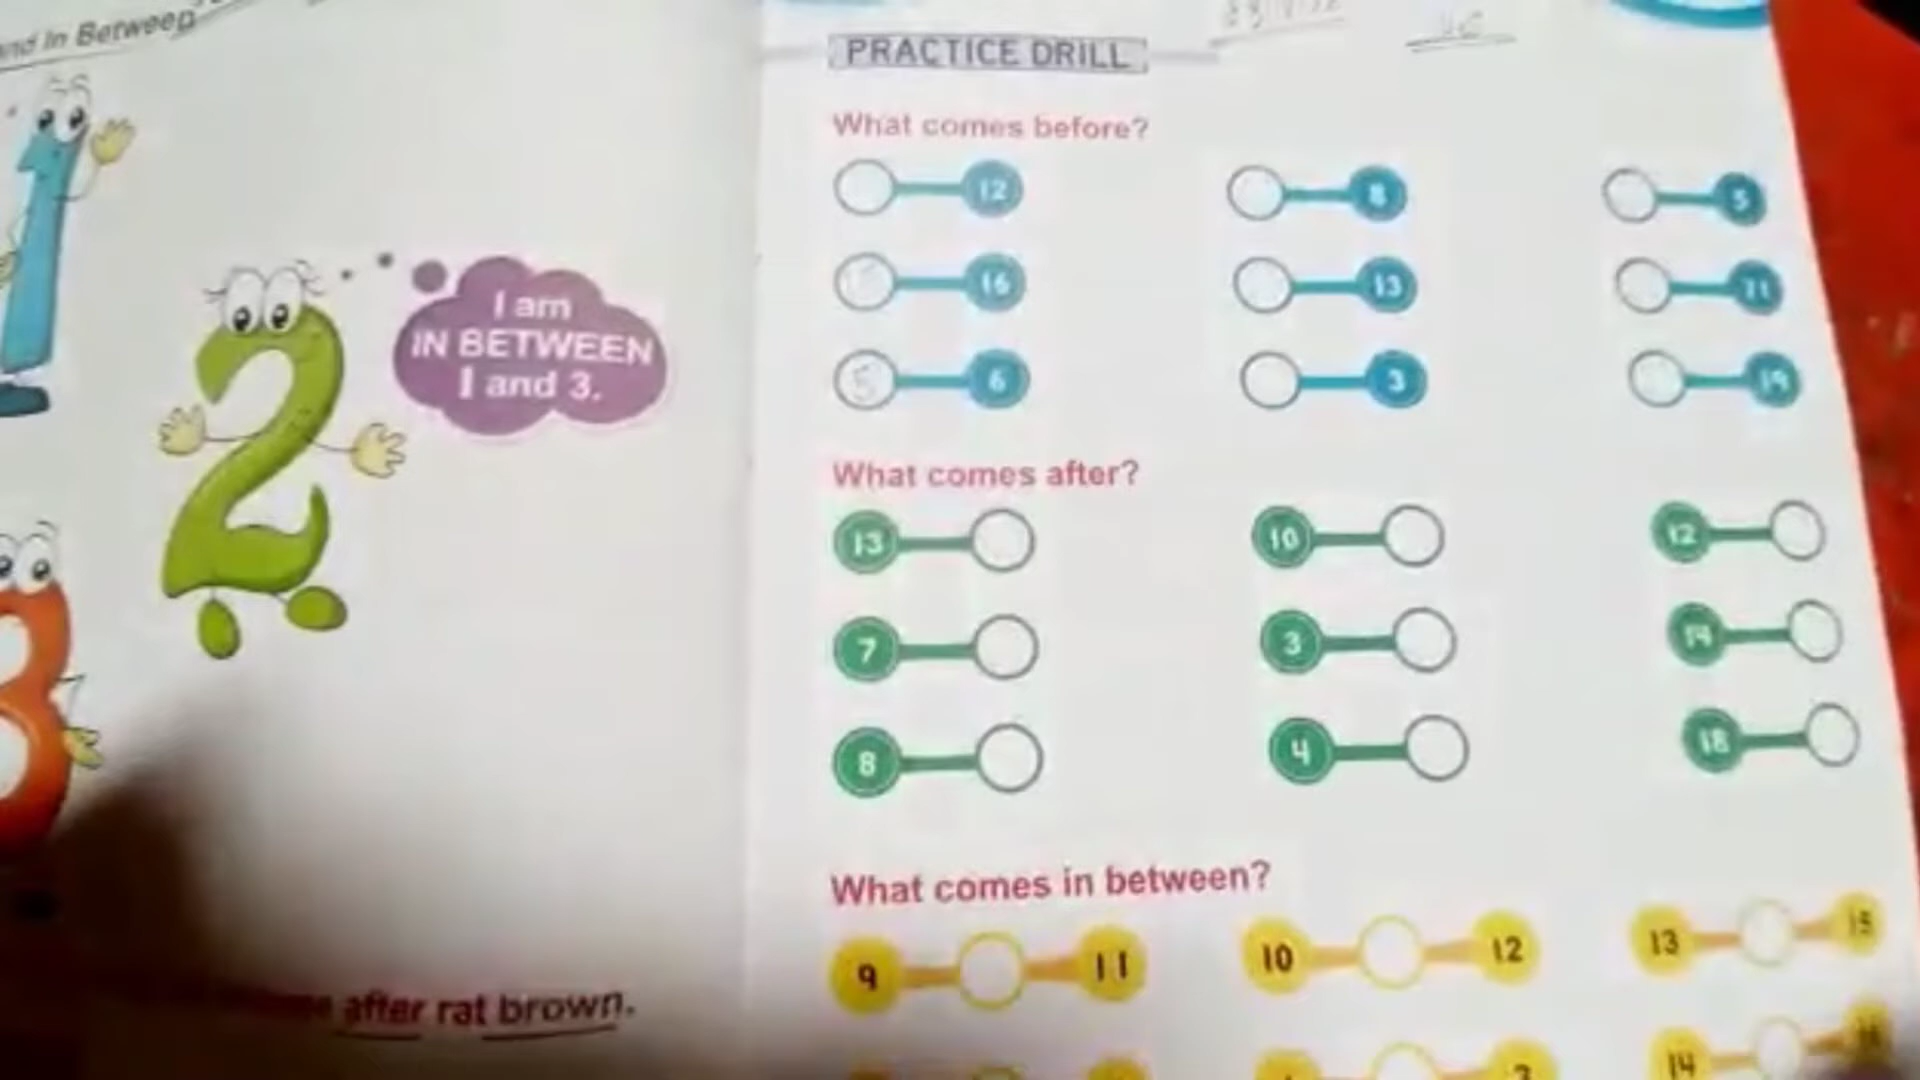 and In Between
I am
IN BETWEEN
1 and 3.
after rat brown.
PRACTICE DRILL
What comes before?
12 8 5
16 13 11
5 6 3 19
What comes after?
13 10 12
7 3 14
8 4 18
What comes in between?
9 11 10 12 13 15
3 14